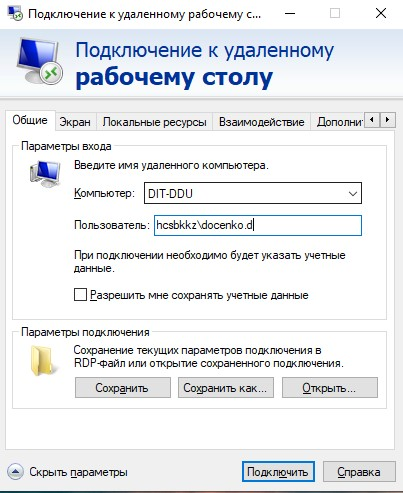 Подключение к удаленному рабочему с...
Подключение к удаленному
рабочему столу
Общие
Экран
Локальные ресурсы
Взаимодействие
Дополнит
Параметры входа
Введите имя удаленного компьютера.
Компьютер:
DIT-DDU
Пользователь:
hcsbkkz\docenko.d
При подключении необходимо будет указать учетные
данные.
Разрешить мне сохранять учетные данные
Параметры подключения
Сохранение текущих параметров подключения в
RDP-файл или открытие сохраненного подключения.
Сохранить
Сохранить как...
Открыть...
Скрыть параметры
Подключить
Справка